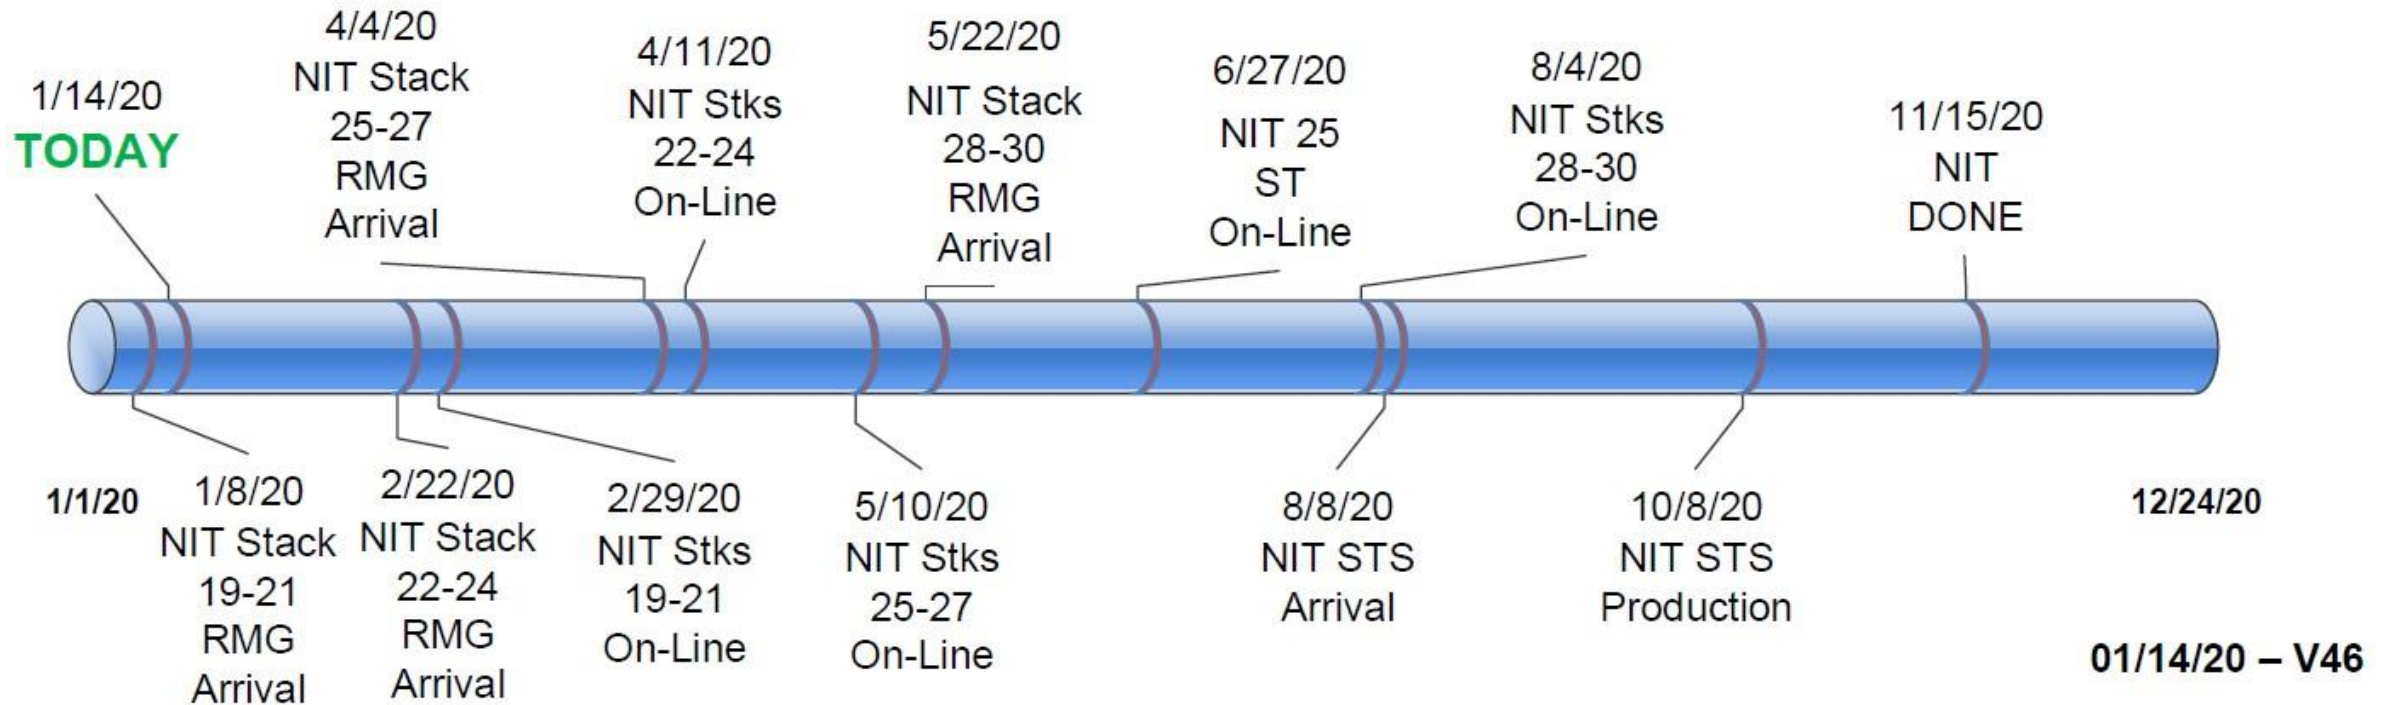 1/14/20
TODAY
4/4/20
NIT Stack
25-27
RMG
Arrival
4/11/20
NIT Stks
22-24
On-Line
5/22/20
NIT Stack
28-30
RMG
Arrival
6/27/20
NIT 25
ST
On-Line
8/4/20
NIT Stks
28-30
On-Line
11/15/20
NIT
DONE
1/1/20
1/8/20
NIT Stack
19-21
RMG
Arrival
2/22/20
NIT Stack
22-24
RMG
Arrival
2/29/20
NIT Stks
19-21
On-Line
5/10/20
NIT Stks
25-27
On-Line
8/8/20
NIT STS
Arrival
10/8/20
NIT STS
Production
12/24/20
01/14/20 – V46